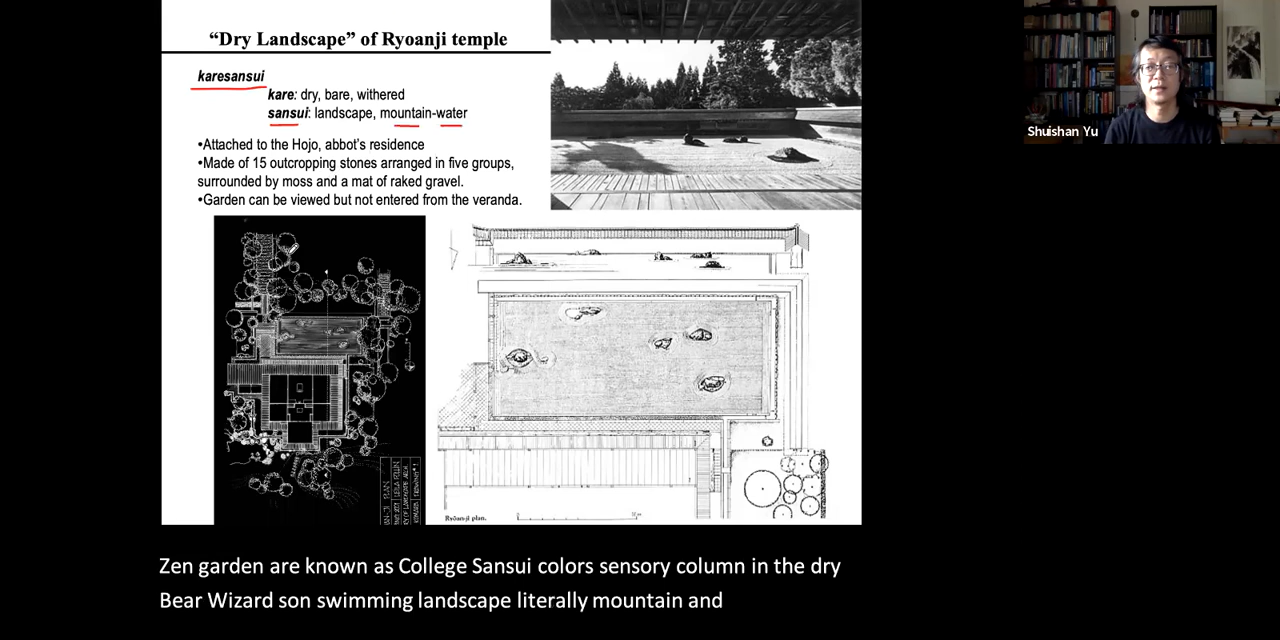 “Dry Landscape” of Ryoanji temple
karesansui
kare: dry, bare, withered
sansui: landscape, mountain-water
•Attached to the Hojo, abbot's residence
•Made of 15 outcropping stones arranged in five groups,
surrounded by moss and a mat of raked gravel.
•Garden can be viewed but not entered from the veranda.
Shuishan Yu
Ryōan-ji plan.
Zen garden are known as College Sansui colors sensory column in the dry
Bear Wizard son swimming landscape literally mountain and